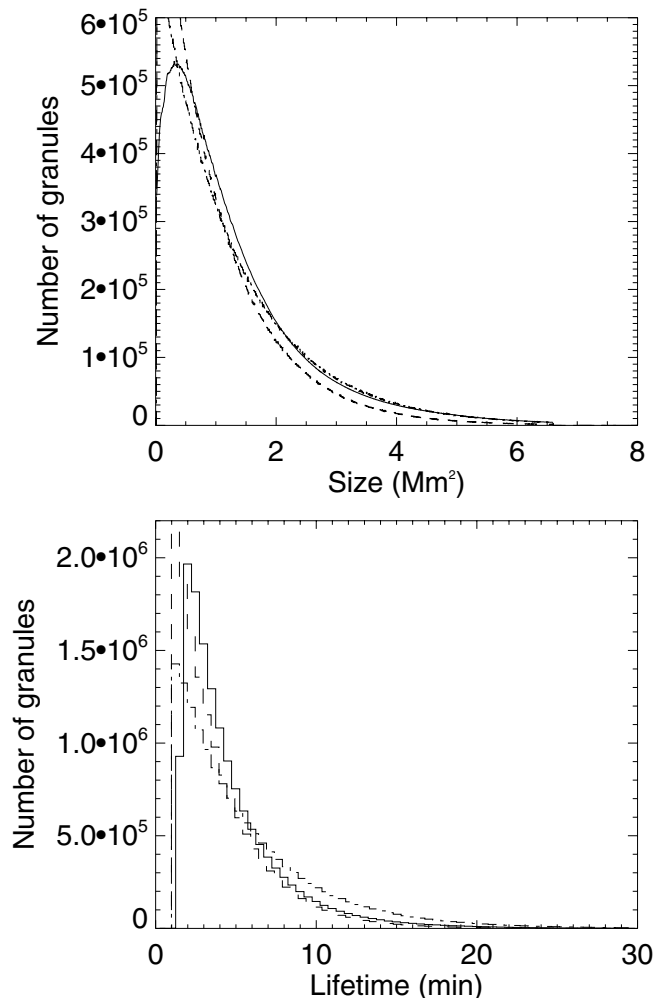 Number of granules
6•10⁵
5•10⁵
4•10⁵
3•10⁵
2•10⁵
1•10⁵
0
0 2 4 6 8
Size (Mm²)
Number of granules
2.0•10⁶
1.5•10⁶
1.0•10⁶
5.0•10⁵
0
0 10 20 30
Lifetime (min)